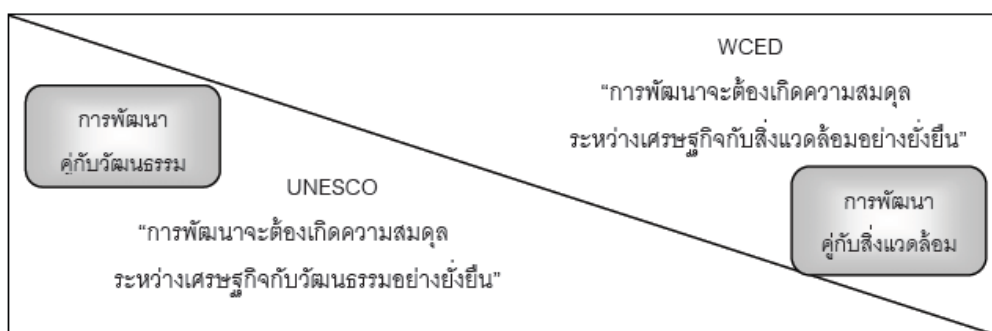 WCED
“การพัฒนาจะต้องเกิดความสมดุล
ระหว่างเศรษฐกิจกับสิ่งแวดล้อมอย่างยั่งยืน”
การพัฒนา
คู่กับวัฒนธรรม
UNESCO
“การพัฒนาจะต้องเกิดความสมดุล
ระหว่างเศรษฐกิจกับวัฒนธรรมอย่างยั่งยืน”
การพัฒนา
คู่กับสิ่งแวดล้อม